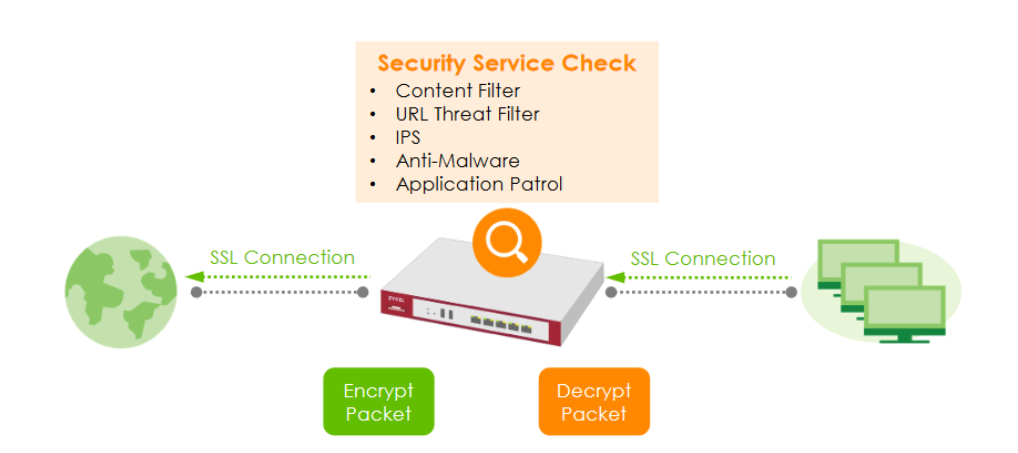 Security Service Check
• Content Filter
• URL Threat Filter
• IPS
• Anti-Malware
• Application Patrol
SSL Connection
SSL Connection
ZYXEL
Encrypt
Packet
Decrypt
Packet